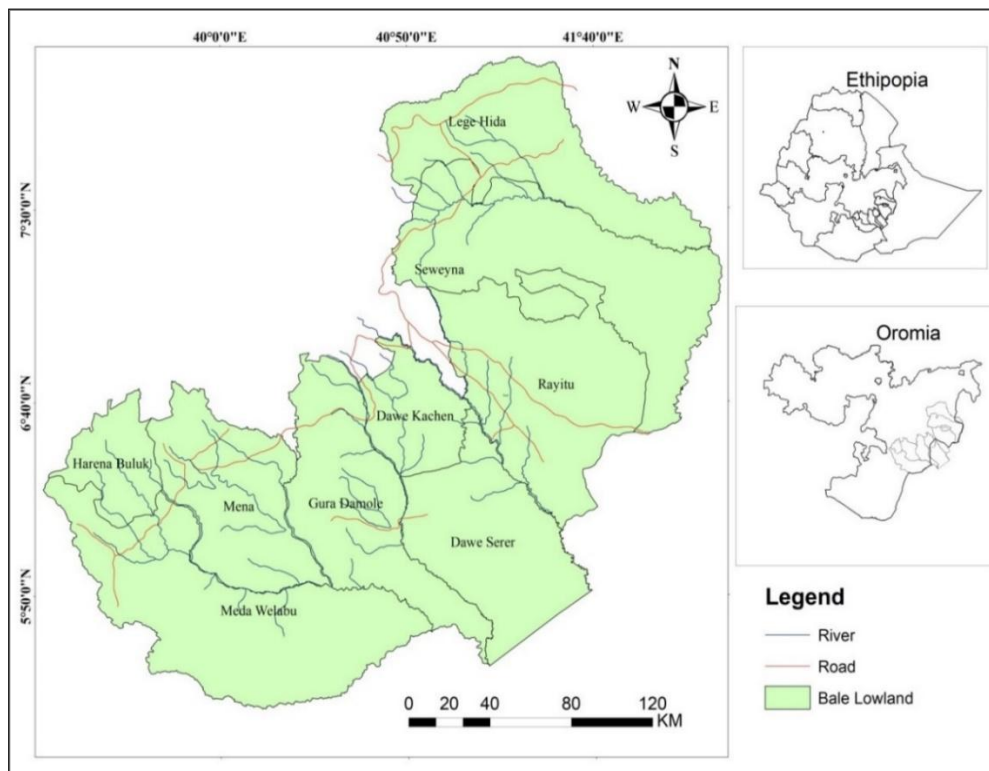 40°0'0"E 40°50'0"E 41°40'0"E
N
W E
S
Ethipopia
Lege Hida
7°30'0"N
Seweyna
Oromia
Rayitu
6°40'0"N
Dawe Kachen
Harena Buluk
Mena
Gura Damole
Dawe Serer
5°50'0"N
Meda Welabu
Legend
River
Road
Bale Lowland
0 20 40 80 120
KM